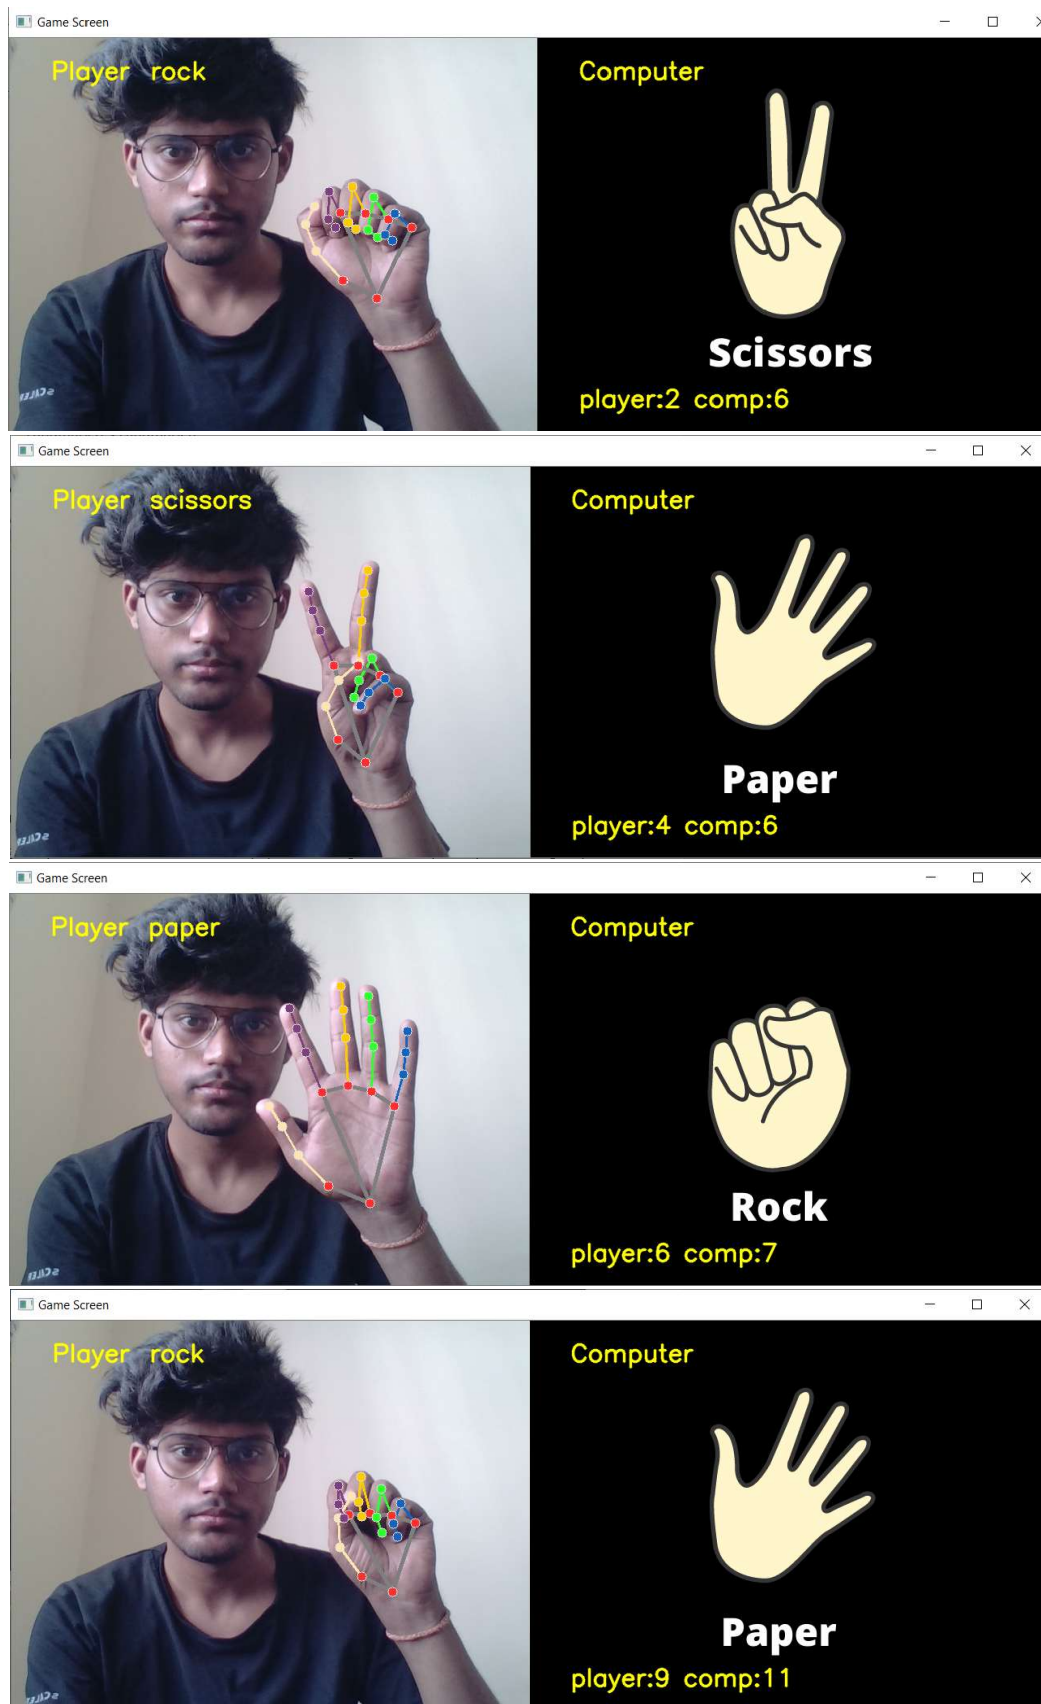 Game Screen
Player rock
Computer
Scissors
player:2 comp:6
Game Screen
Player scissors
Computer
Paper
player:4 comp:6
Game Screen
Player paper
Computer
Rock
player:6 comp:7
Game Screen
Player rock
Computer
Paper
player:9 comp:11